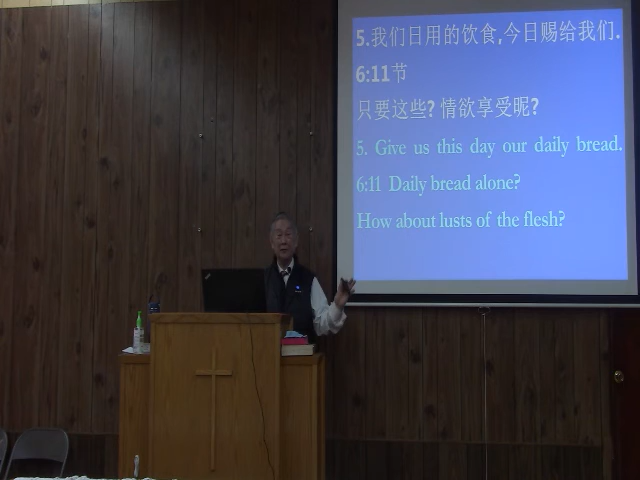 5.我们日用的饮食,今日赐给我们.
6:11节
只要这些? 情欲享受呢?
5. Give us this day our daily bread.
6:11 Daily bread alone?
How about lusts of the flesh?